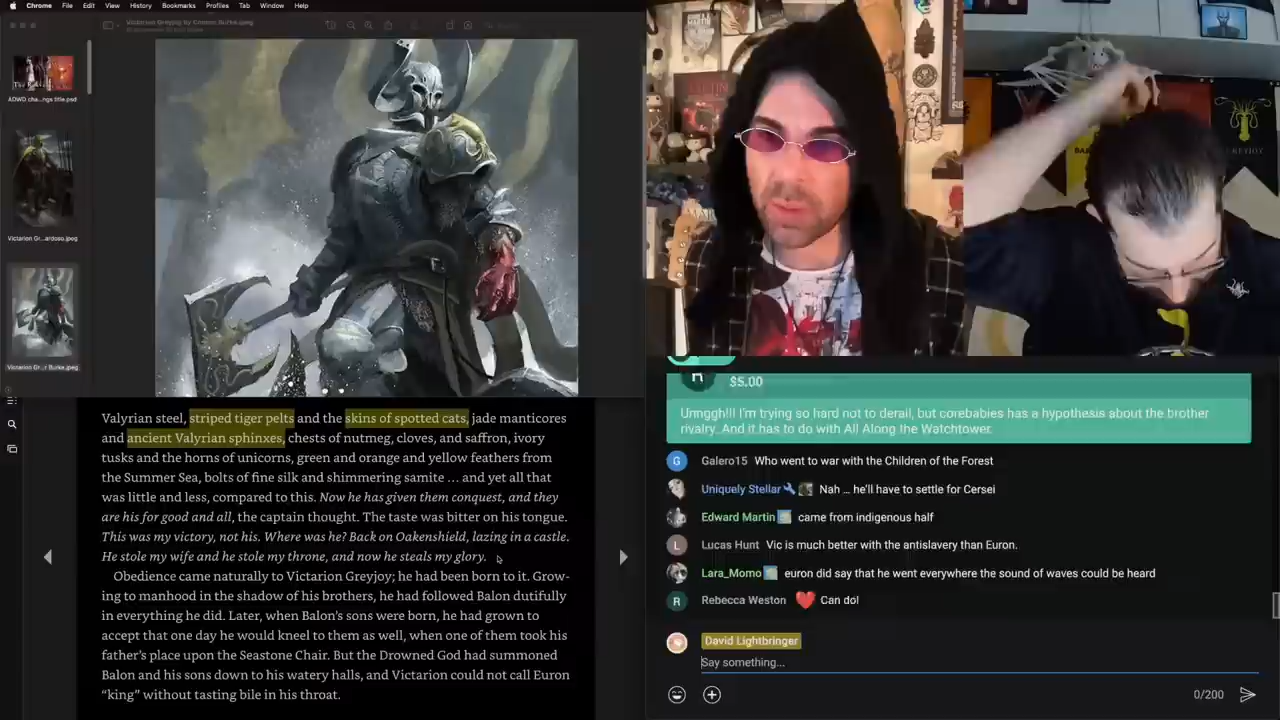 Chrome File Edit View History Bookmarks Profiles Tab Window Help
Victarion Greyjoy by Conner Burke.jpeg
ADWD cha...ngs title.psd
Victarion Gr...ardosu.jpeg
Victarion Gr...r Burke.jpeg
Valyrian steel, striped tiger pelts and the skins of spotted cats, jade manticores
and ancient Valyrian sphinxes, chests of nutmeg, cloves, and saffron, ivory
tusks and the horns of unicorns, green and orange and yellow feathers from
the Summer Sea, bolts of fine silk and shimmering samite ... and yet all that
was little and less, compared to this. Now he has given them conquest, and they
are his for good and all, the captain thought. The taste was bitter on his tongue.
This was my victory, not his. Where was he? Back on Oakenshield, lazing in a castle.
He stole my wife and he stole my throne, and now he steals my glory.
Obedience came naturally to Victarion Greyjoy; he had been born to it. Grow-
ing to manhood in the shadow of his brothers, he had followed Balon dutifully
in everything he did. Later, when Balon's sons were born, he had grown to
accept that one day he would kneel to them as well, when one of them took his
father's place upon the Seastone Chair. But the Drowned God had summoned
Balon and his sons down to his watery halls, and Victarion could not call Euron
“king” without tasting bile in his throat.
$5.00
Urmgghlll I'm trying so hard not to derail, but corebabies has a hypothesis about the brother
rivalry. And it has to do with All Along the Watchtower.
G Galero15 Who went to war with the Children of the Forest
Uniquely Stellar Nah … he'll have to settle for Cersei
Edward Martin came from indigenous half
L Lucas Hunt Vic is much better with the antislavery than Euron.
Lara_Momo euron did say that he went everywhere the sound of waves could be heard
R Rebecca Weston Can do!
David Lightbringer
Say something...
0/200